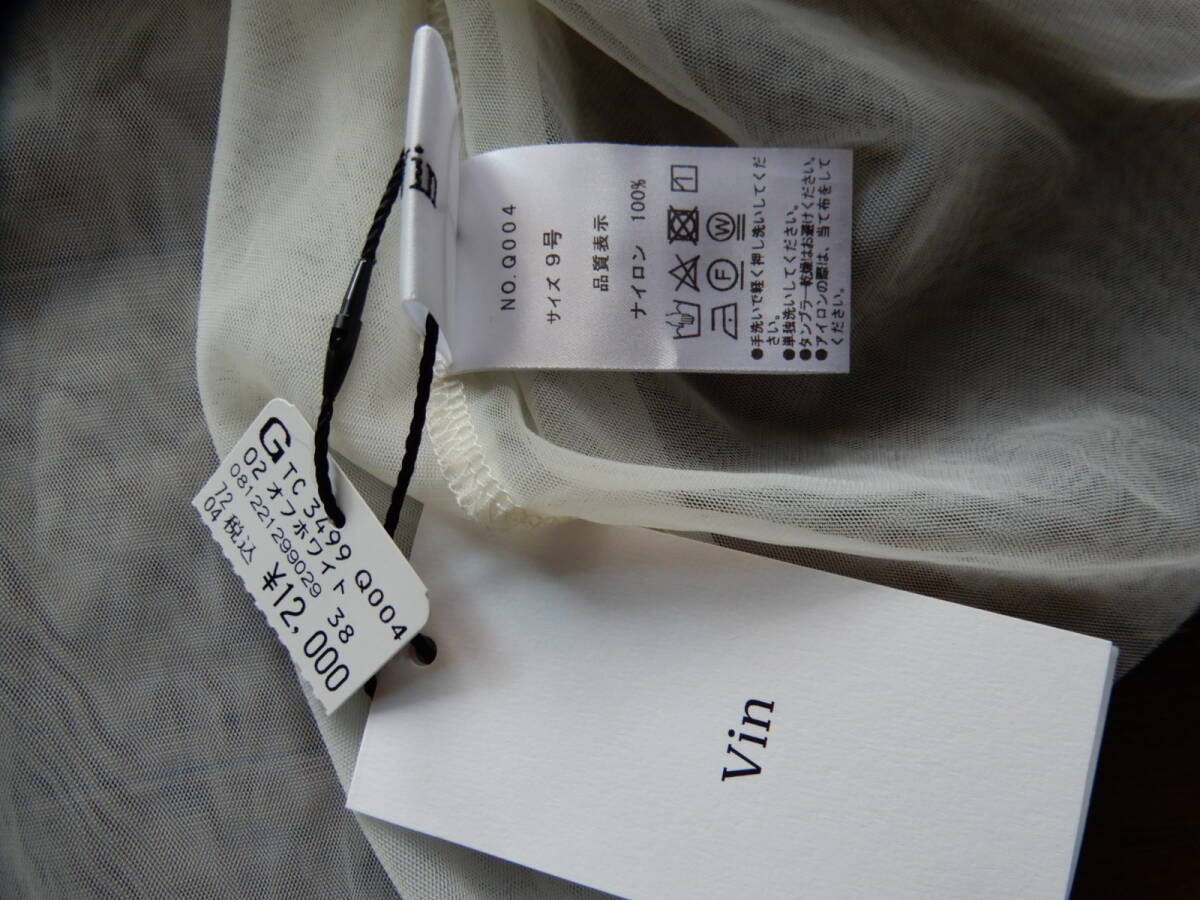 NO. Q004
サイズ 9号
品質表示
ナイロン 100%
F W
●手洗いで軽く押し洗いしてくだ
さい。
●単独洗いしてください。
●タンブラー乾燥はお避けください。
●アイロンの際は、当て布をして
ください。
G TC 3499 Q004
02 オフホワイト 38
081221299029
72
04 税込 ¥12,000
Vin